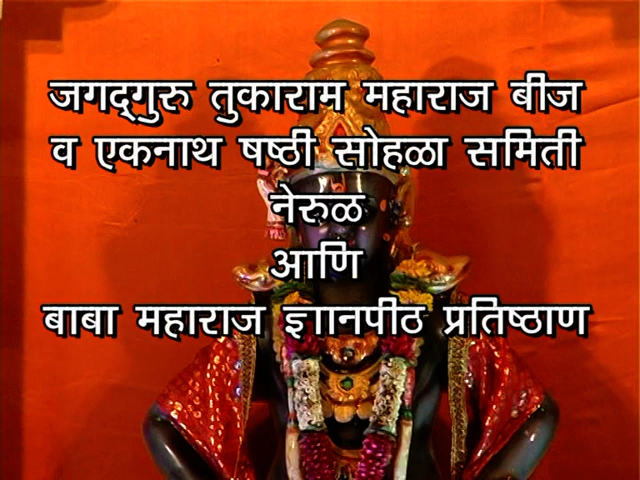 जगद्गुरु तुकाराम महाराज बीज
व एकनाथ षष्ठी सोहळा समिती
नेरुळ
आणि
बाबा महाराज ज्ञानपीठ प्रतिष्ठाण